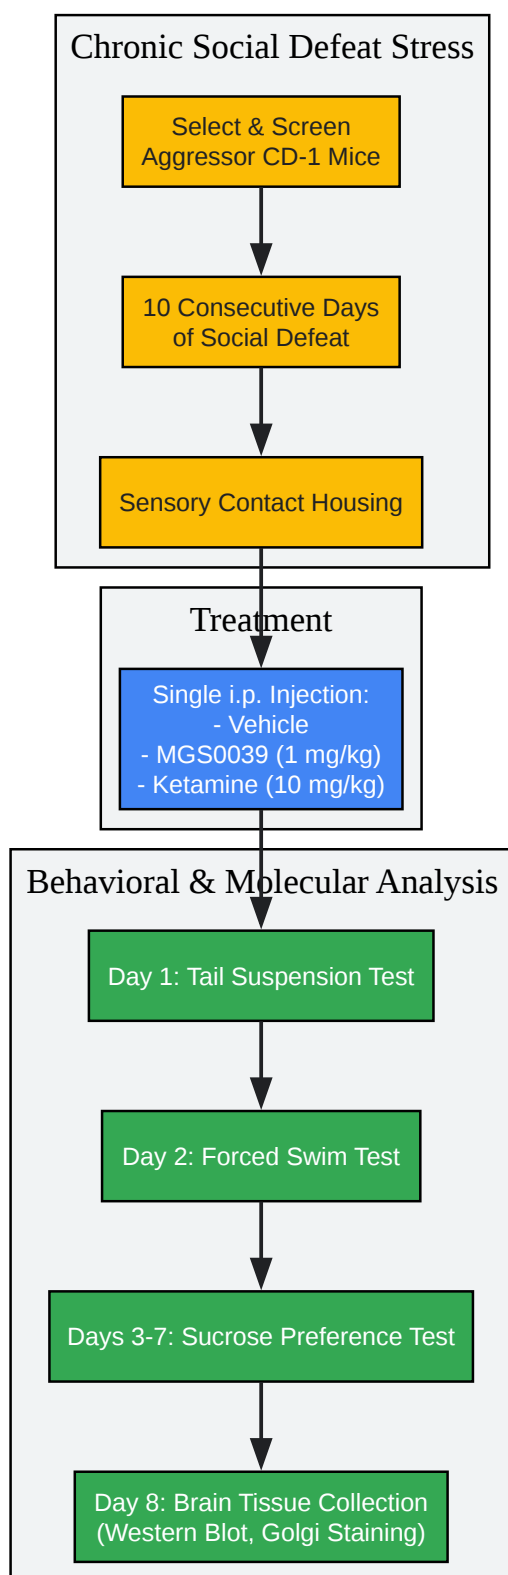 Chronic Social Defeat Stress
Select & Screen
Aggressor CD-1 Mice
10 Consecutive Days
of Social Defeat
Sensory Contact Housing
Treatment
Single i.p. Injection:
- Vehicle
- MGS0039 (1 mg/kg)
- Ketamine (10 mg/kg)
Behavioral & Molecular Analysis
Day 1: Tail Suspension Test
Day 2: Forced Swim Test
Days 3-7: Sucrose Preference Test
Day 8: Brain Tissue Collection
(Western Blot, Golgi Staining)